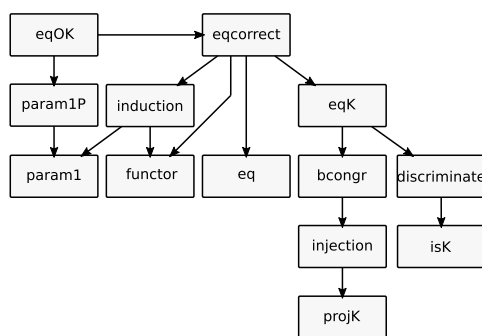 eqOK
eqcorrect
param1P
induction
eqK
param1
functor
eq
bcongr
discriminate
injection
isK
projK